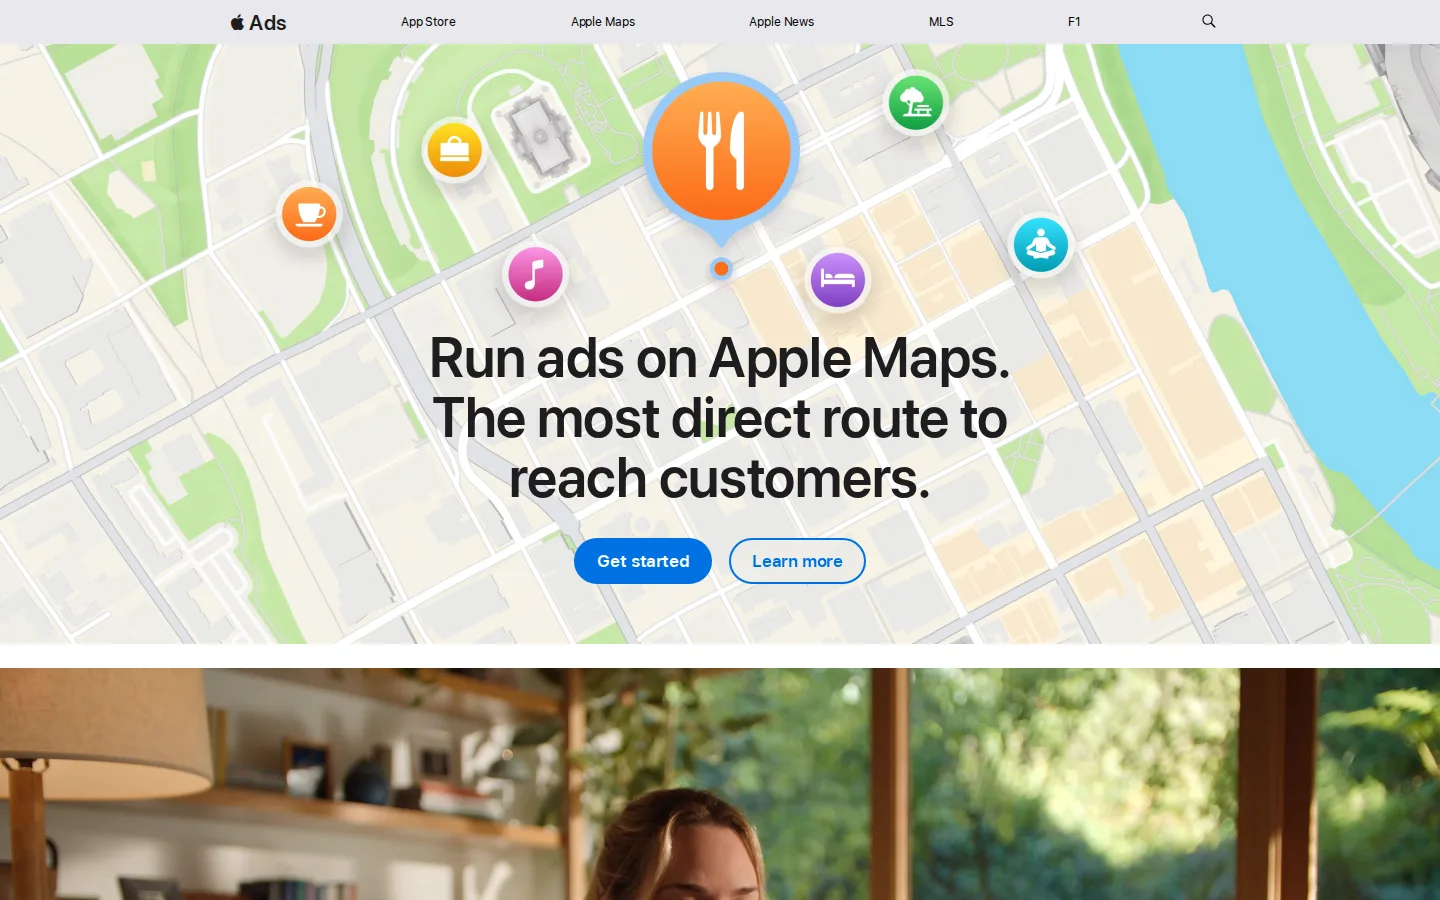 Ads
App Store
Apple Maps
Apple News
MLS
F1
Run ads on Apple Maps.
The most direct route to
reach customers.
Get started
Learn more